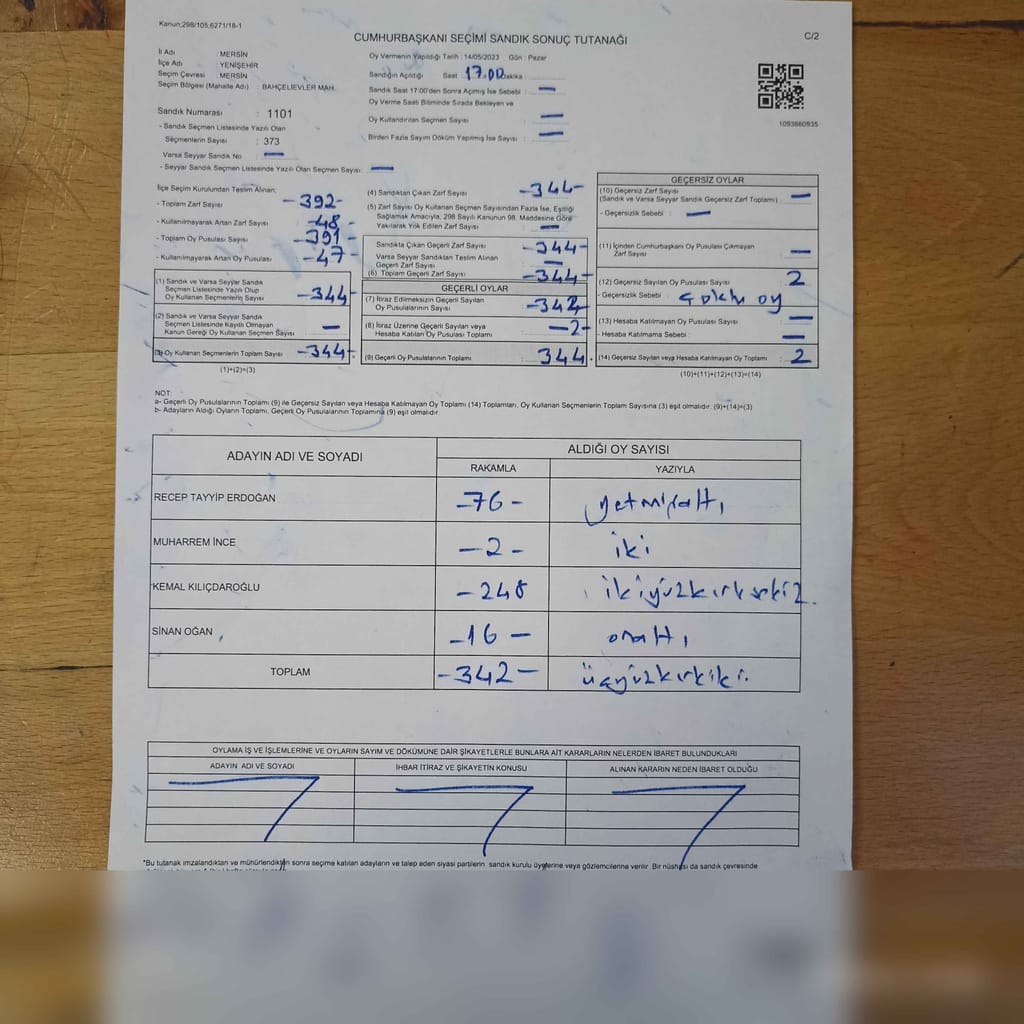 Kanun:298/105;6271/18-1
CUMHURBAŞKANI SEÇİMİ SANDIK SONUÇ TUTANAĞI
C/2
İl Adı : MERSİN
İlçe Adı : YENİŞEHİR
Seçim Çevresi : MERSİN
Seçim Bölgesi (Mahalle Adı) : BAHÇELİEVLER MAH.
Sandık Numarası : 1101
- Sandık Seçmen Listesinde Yazılı Olan
Seçmenlerin Sayısı : 373
Varsa Seyyar Sandık No : —
- Seyyar Sandık Seçmen Listesinde Yazılı Olan Seçmen Sayısı: —
Oy Vermenin Yapıldığı Tarih : 14/05/2023 Gün : Pazar
Sandığın Açıldığı Saat : 17.00 Dakika
Sandık Saat 17:00'den Sonra Açılmış İse Sebebi : —
Oy Verme Saati Bitiminde Sırada Bekleyen ve
Oy Kullandırılan Seçmen Sayısı : —
Birden Fazla Sayım Döküm Yapılmış İse Sayısı : —
1093660935
İlçe Seçim Kurulundan Teslim Alınan:
- Toplam Zarf Sayısı : -392-
- Kullanılmayarak Artan Zarf Sayısı : -48-
- Toplam Oy Pusulası Sayısı : -391-
- Kullanılmayarak Artan Oy Pusulası : -47-
(1) Sandık ve Varsa Seyyar Sandık
Seçmen Listesinde Yazılı Olup
Oy Kullanan Seçmenlerin Sayısı : -344-
(2) Sandık ve Varsa Seyyar Sandık
Seçmen Listesinde Kayıtlı Olmayan
Kanun Gereği Oy Kullanan Seçmen Sayısı : —
(3) Oy Kullanan Seçmenlerin Toplam Sayısı : -344-
(1)+(2)=(3)
(4) Sandıktan Çıkan Zarf Sayısı : -344-
(5) Zarf Sayısı Oy Kullanan Seçmen Sayısından Fazla İse, Eşitliği
Sağlamak Amacıyla, 298 Sayılı Kanunun 98. Maddesine Göre
Yakılarak Yok Edilen Zarf Sayısı : —
Sandıkta Çıkan Geçerli Zarf Sayısı : -344-
Varsa Seyyar Sandıktan Teslim Alınan
Geçerli Zarf Sayısı : —
(6) Toplam Geçerli Zarf Sayısı : -344-
GEÇERLİ OYLAR
(7) İtiraz Edilmeksizin Geçerli Sayılan
Oy Pusulalarının Sayısı : -342-
(8) İtiraz Üzerine Geçerli Sayılan veya
Hesaba Katılan Oy Pusulası Toplamı : -2-
(9) Geçerli Oy Pusulalarının Toplamı : 344.
GEÇERSİZ OYLAR
(10) Geçersiz Zarf Sayısı
(Sandık ve Varsa Seyyar Sandık Geçersiz Zarf Toplamı) : —
- Geçersizlik Sebebi : —
(11) İçinden Cumhurbaşkanı Oy Pusulası Çıkmayan
Zarf Sayısı : —
(12) Geçersiz Sayılan Oy Pusulası Sayısı : 2
- Geçersizlik Sebebi : çoklu oy
(13) Hesaba Katılmayan Oy Pusulası Sayısı : —
- Hesaba Katılmama Sebebi : —
(14) Geçersiz Sayılan veya Hesaba Katılmayan Oy Toplamı : 2
(10)+(11)+(12)+(13)=(14)
NOT:
a- Geçerli Oy Pusulalarının Toplamı (9) ile Geçersiz Sayılan veya Hesaba Katılmayan Oy Toplamı (14) Toplamları, Oy Kullanan Seçmenlerin Toplam Sayısına (3) eşit olmalıdır. (9)+(14)=(3)
b- Adayların Aldığı Oyların Toplamı, Geçerli Oy Pusulalarının Toplamına (9) eşit olmalıdır.
ADAYIN ADI VE SOYADI
ALDIĞI OY SAYISI
RAKAMLA YAZIYLA
RECEP TAYYİP ERDOĞAN -76- yetmişaltı
MUHARREM İNCE -2- iki
KEMAL KILIÇDAROĞLU -248 ikiyüzkırksekiz.
SİNAN OĞAN -16- onaltı
TOPLAM -342- üçyüzkırkiki.
OYLAMA İŞ VE İŞLEMLERİNE VE OYLARIN SAYIM VE DÖKÜMÜNE DAİR ŞİKAYETLERLE BUNLARA AİT KARARLARIN NELERDEN İBARET BULUNDUKLARI
ADAYIN ADI VE SOYADI İHBAR İTİRAZ VE ŞİKAYETİN KONUSU ALINAN KARARIN NEDEN İBARET OLDUĞU
*Bu tutanak imzalandıktan ve mühürlendikten sonra seçime katılan adayların ve talep eden siyasi partilerin sandık kurulu üyelerine veya gözlemcilerine verilir. Bir nüshası da sandık çevresinde